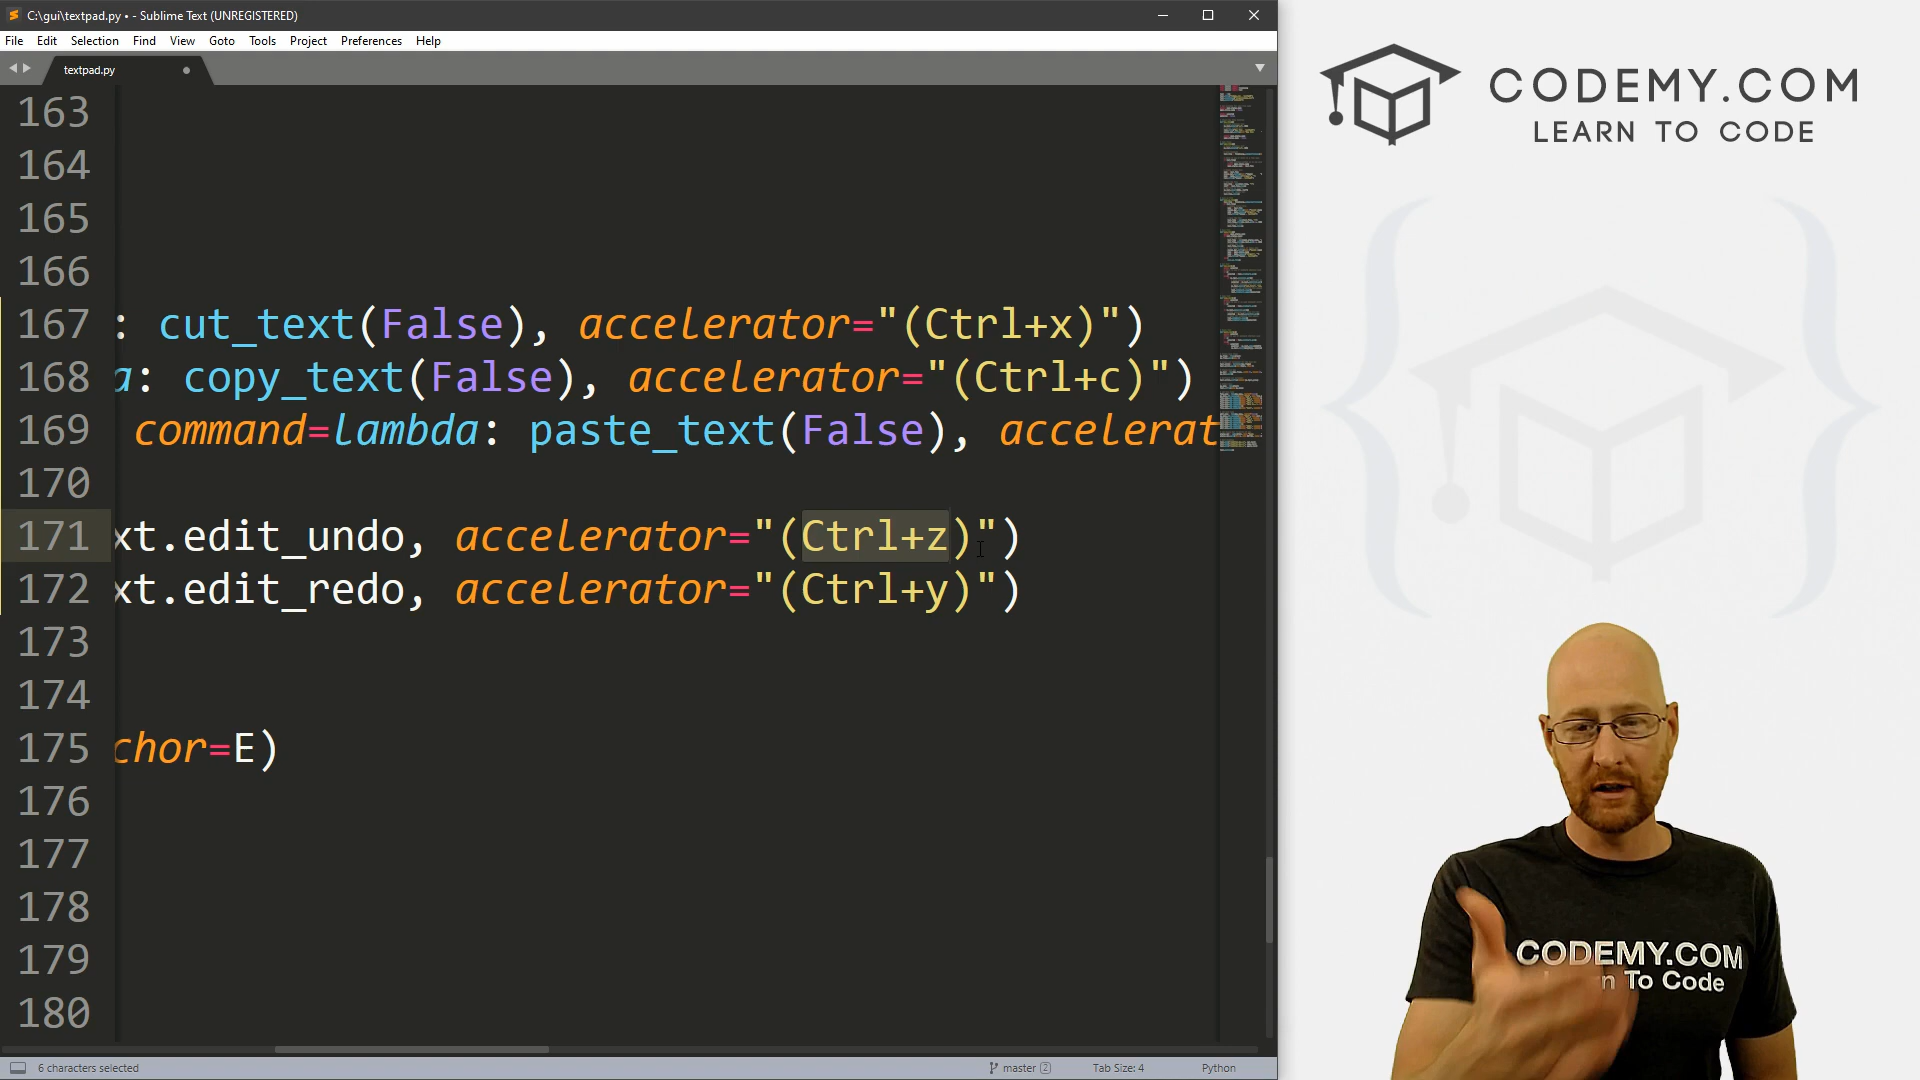 C:\gui\textpad.py • - Sublime Text (UNREGISTERED)
File Edit Selection Find View Goto Tools Project Preferences Help
textpad.py
163
164
165
166
167 : cut_text(False), accelerator="(Ctrl+x)")
168 a: copy_text(False), accelerator="(Ctrl+c)")
169 command=lambda: paste_text(False), accelerat
170
171 xt.edit_undo, accelerator="(Ctrl+z)")
172 xt.edit_redo, accelerator="(Ctrl+y)")
173
174
175 chor=E)
176
177
178
179
180
6 characters selected
master 2
Tab Size: 4
Python
CODEMY.COM
LEARN TO CODE
CODEMY.COM
n To Code